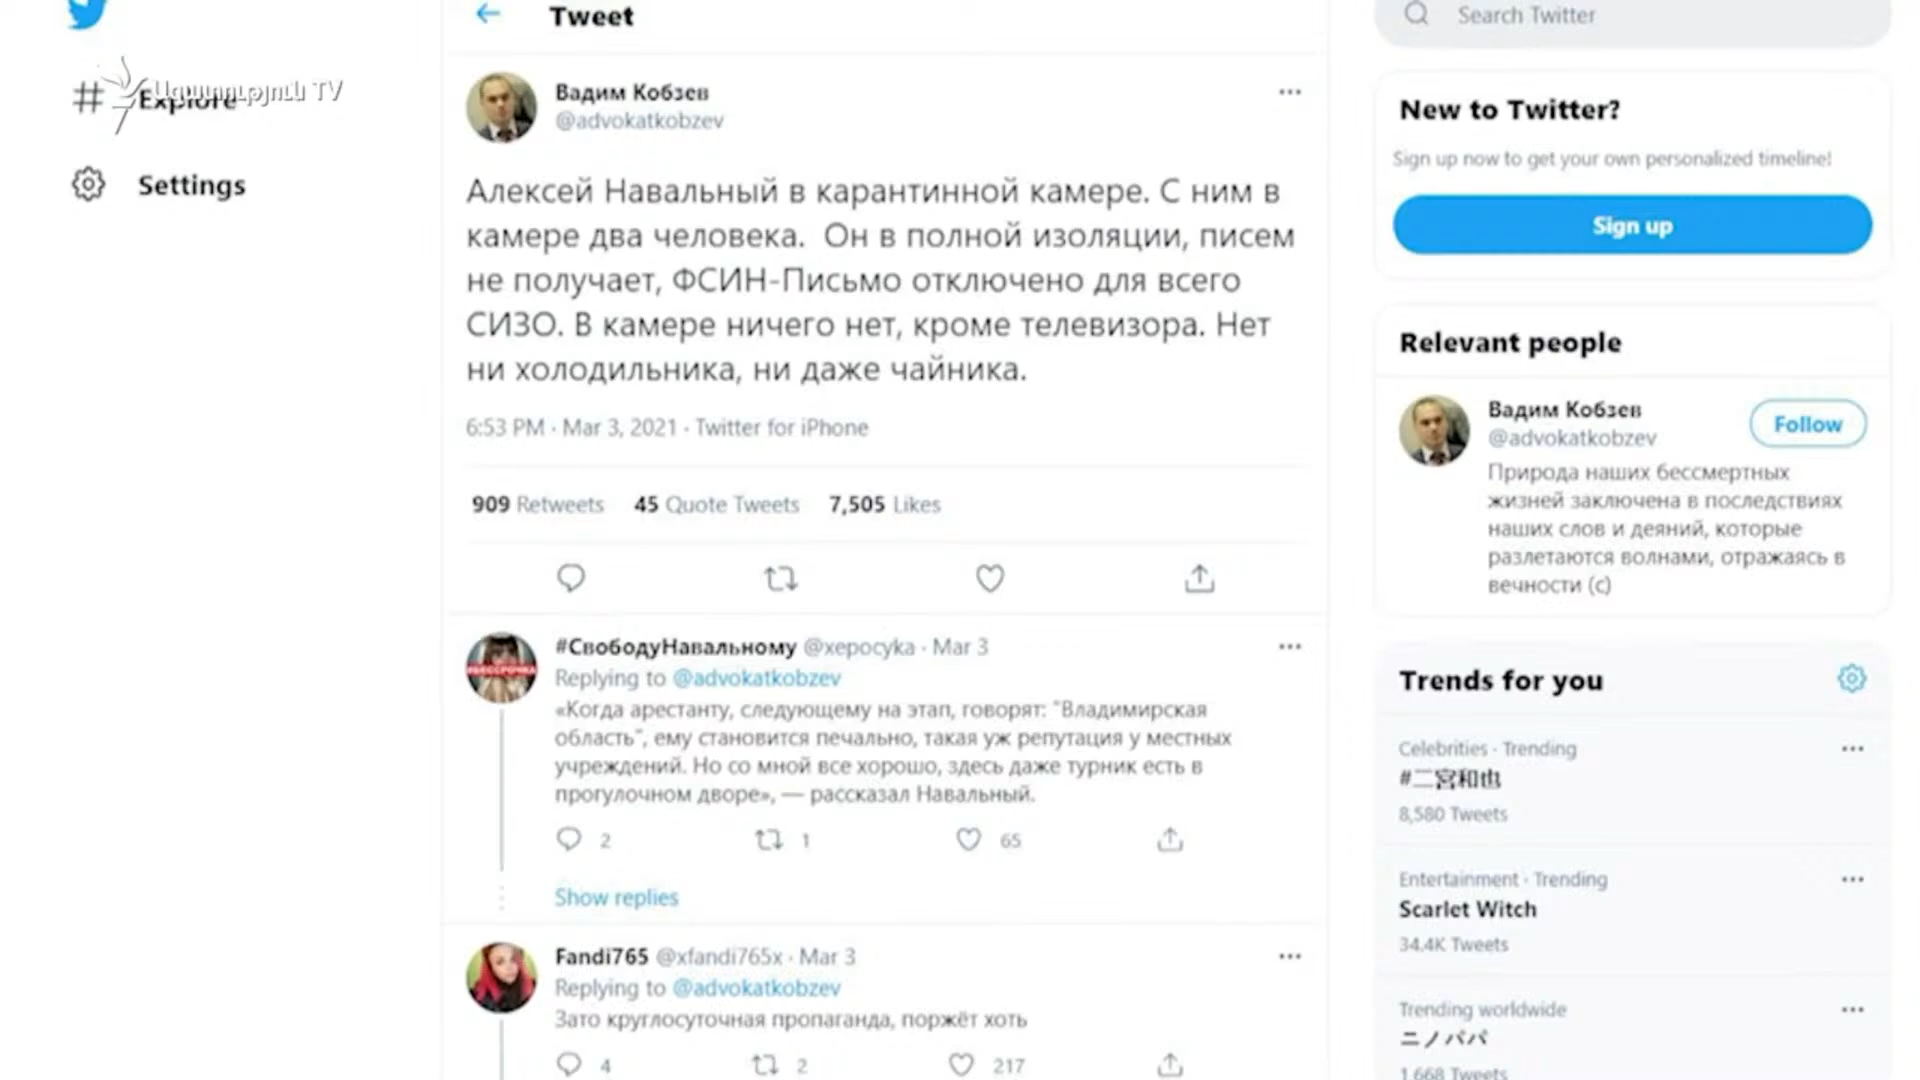 Tweet
Search Twitter
Ազատություն TV
Explore
Settings
Вадим Кобзев
@advokatkobzev
Алексей Навальный в карантинной камере. С ним в
камере два человека.  Он в полной изоляции, писем
не получает, ФСИН-Письмо отключено для всего
СИЗО. В камере ничего нет, кроме телевизора. Нет
ни холодильника, ни даже чайника.
6:53 PM · Mar 3, 2021 · Twitter for iPhone
909 Retweets 45 Quote Tweets 7,505 Likes
#СвободуНавальному @xepocyka · Mar 3
Replying to @advokatkobzev
«Когда арестанту, следующему на этап, говорят: "Владимирская
область", ему становится печально, такая уж репутация у местных
учреждений. Но со мной все хорошо, здесь даже турник есть в
прогулочном дворе», — рассказал Навальный.
2 1 65
Show replies
Fandi765 @xfandi765x · Mar 3
Replying to @advokatkobzev
Зато круглосуточная пропаганда, поржёт хоть
4 2 217
New to Twitter?
Sign up now to get your own personalized timeline!
Sign up
Relevant people
Вадим Кобзев
@advokatkobzev
Follow
Природа наших бессмертных
жизней заключена в последствиях
наших слов и деяний, которые
разлетаются волнами, отражаясь в
вечности (с)
Trends for you
Celebrities · Trending
#二宮和也
8,580 Tweets
Entertainment · Trending
Scarlet Witch
34.4K Tweets
Trending worldwide
ニノパパ
1,668 Tweets